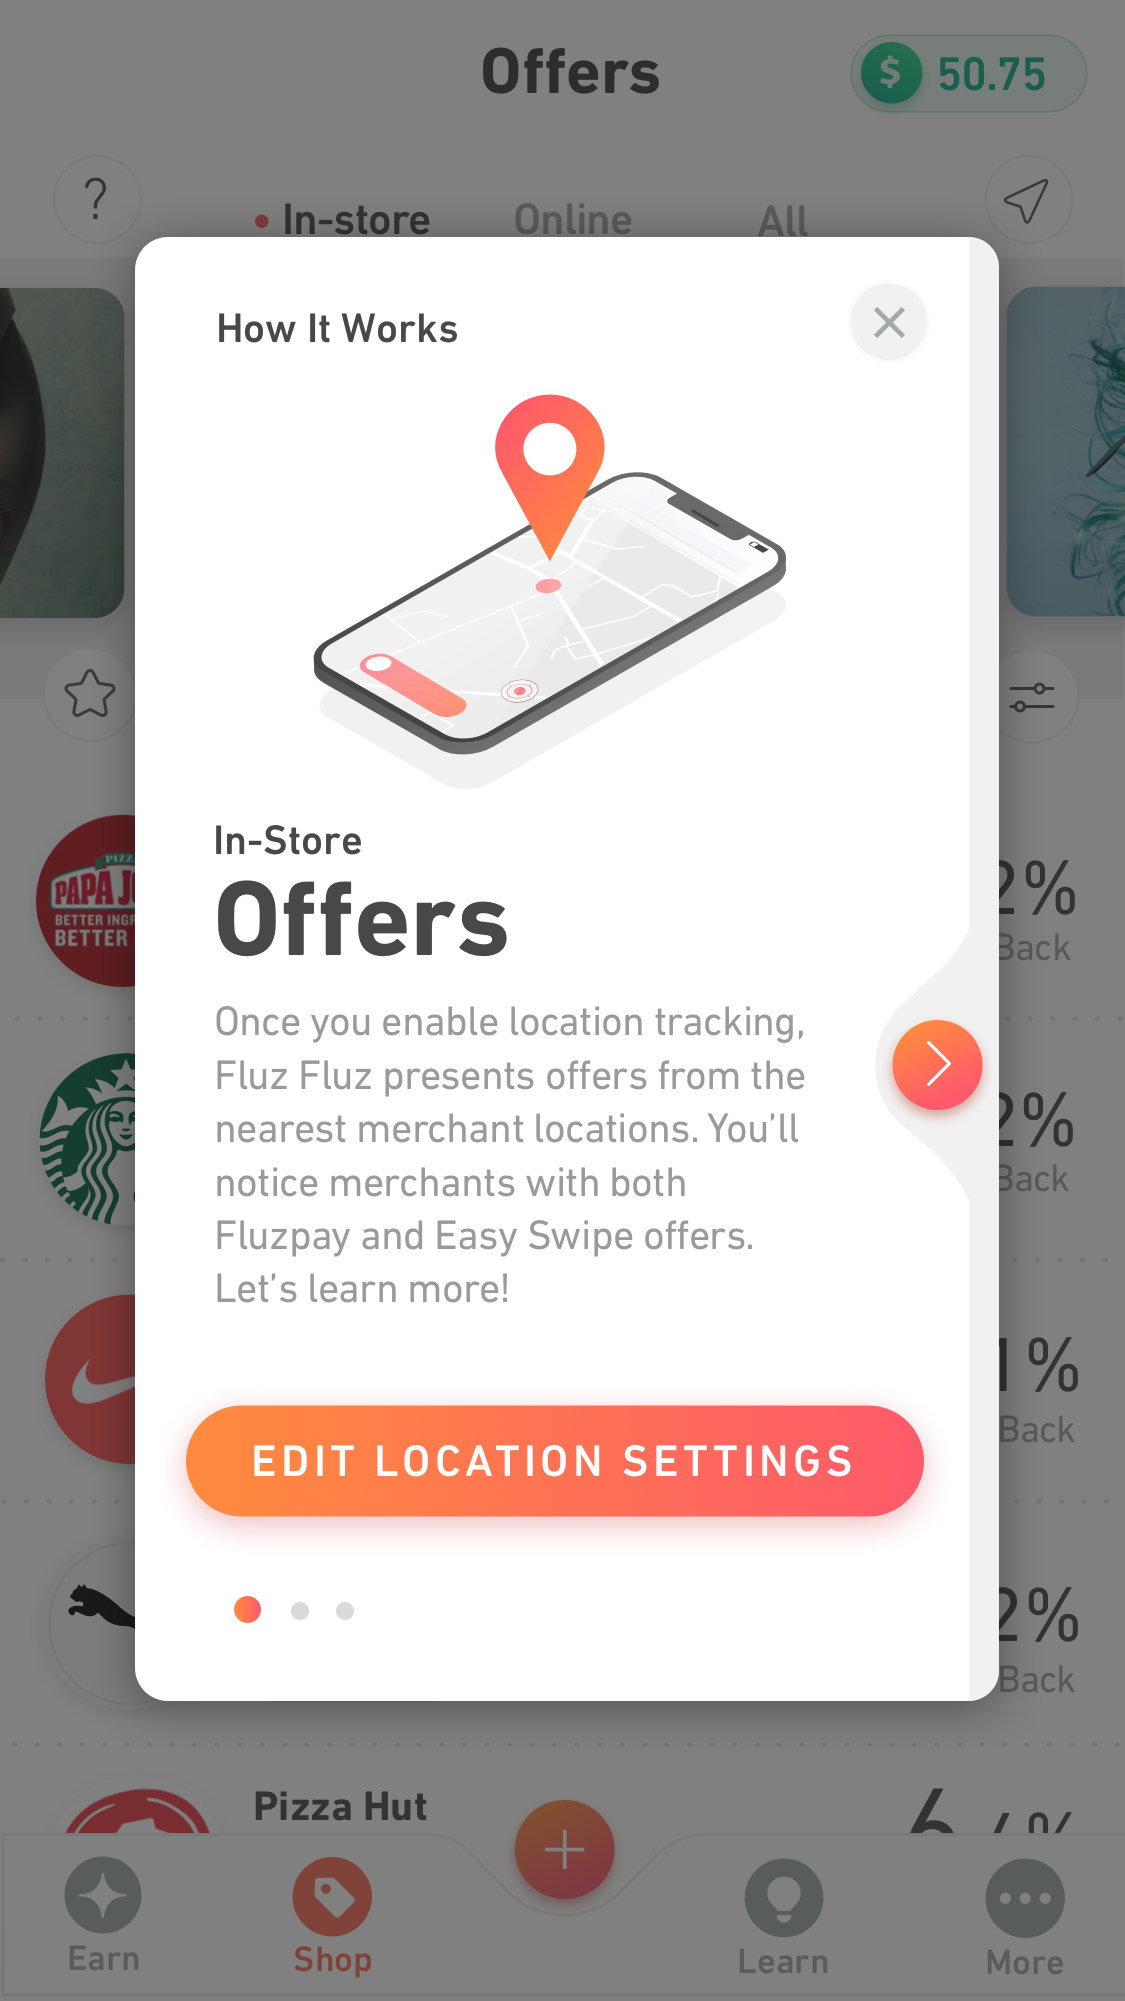 Offers
$ 50.75
?
In-store
Online
All
How It Works
In-Store
Offers
Once you enable location tracking,
Fluz Fluz presents offers from the
nearest merchant locations. You’ll
notice merchants with both
Fluzpay and Easy Swipe offers.
Let’s learn more!
EDIT LOCATION SETTINGS
PIZZ
PAPA J
BETTER INGR
BETTER
2%
Back
2%
Back
1%
Back
2%
Back
Pizza Hut
Earn
Shop
Learn
More